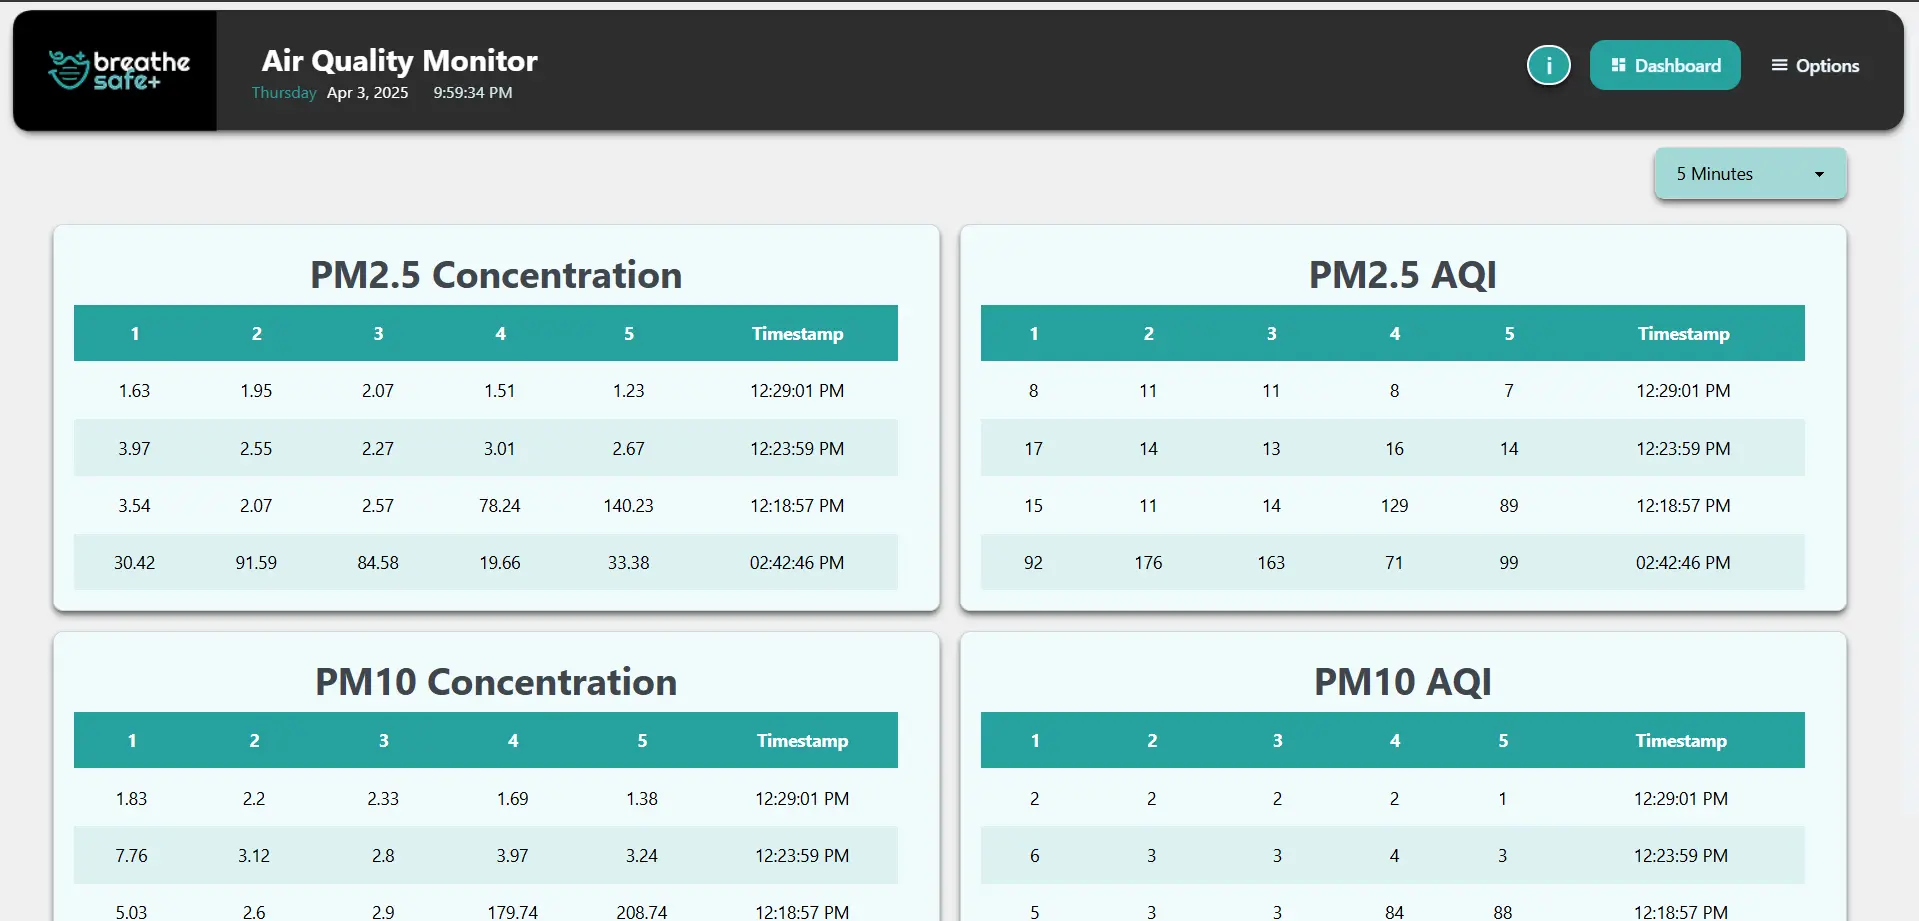 breathe
safe+
Air Quality Monitor
Thursday Apr 3, 2025 9:59:34 PM
i
Dashboard
Options
5 Minutes
PM2.5 Concentration
1 2 3 4 5 Timestamp
1.63 1.95 2.07 1.51 1.23 12:29:01 PM
3.97 2.55 2.27 3.01 2.67 12:23:59 PM
3.54 2.07 2.57 78.24 140.23 12:18:57 PM
30.42 91.59 84.58 19.66 33.38 02:42:46 PM
PM2.5 AQI
1 2 3 4 5 Timestamp
8 11 11 8 7 12:29:01 PM
17 14 13 16 14 12:23:59 PM
15 11 14 129 89 12:18:57 PM
92 176 163 71 99 02:42:46 PM
PM10 Concentration
1 2 3 4 5 Timestamp
1.83 2.2 2.33 1.69 1.38 12:29:01 PM
7.76 3.12 2.8 3.97 3.24 12:23:59 PM
5.03 2.6 2.9 179.74 208.74 12:18:57 PM
PM10 AQI
1 2 3 4 5 Timestamp
2 2 2 2 1 12:29:01 PM
6 3 3 4 3 12:23:59 PM
5 3 3 84 88 12:18:57 PM